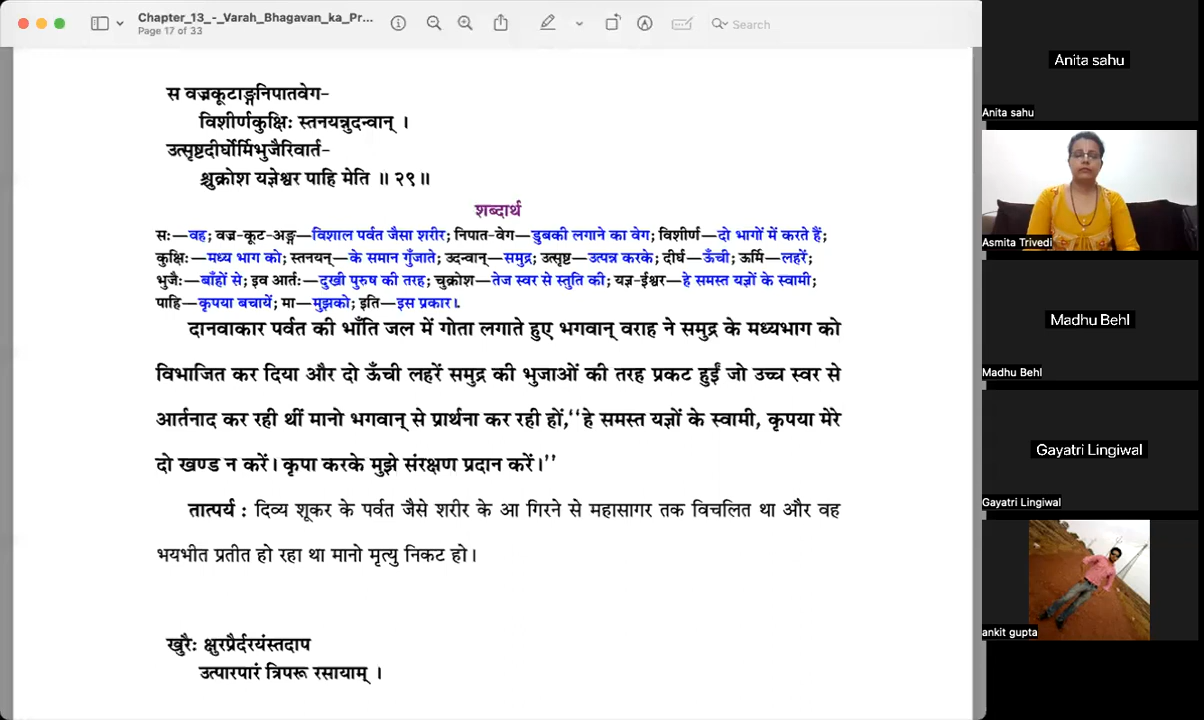 Chapter_13_-_Varah_Bhagavan_ka_Pr...
Page 17 of 33
Search
स वज्रकूटाङ्गनिपातवेग-
विशीर्णकुक्षिः स्तनयन्नुदन्वान् ।
उत्सृष्टदीर्घोर्मिभुजैरिवार्त-
श्चुक्रोश यज्ञेश्वर पाहि मेति ॥ २९॥
शब्दार्थ
सः—वह; वज्र-कूट-अङ्ग—विशाल पर्वत जैसा शरीर; निपात-वेग—डुबकी लगाने का वेग; विशीर्ण—दो भागों में करते हैं;
कुक्षिः—मध्य भाग को; स्तनयन्—के समान गुँजाते; उदन्वान्—समुद्र; उत्सृष्ट—उत्पन्न करके; दीर्घ—ऊँची; ऊर्मि—लहरें;
भुजैः—बाँहों से; इव आर्तः—दुखी पुरुष की तरह; चुक्रोश—तेज स्वर से स्तुति की; यज्ञ-ईश्वर—हे समस्त यज्ञों के स्वामी;
पाहि—कृपया बचायें; मा—मुझको; इति—इस प्रकार।
दानवाकार पर्वत की भाँति जल में गोता लगाते हुए भगवान् वराह ने समुद्र के मध्यभाग को
विभाजित कर दिया और दो ऊँची लहरें समुद्र की भुजाओं की तरह प्रकट हुईं जो उच्च स्वर से
आर्तनाद कर रही थीं मानो भगवान् से प्रार्थना कर रही हों,‘‘हे समस्त यज्ञों के स्वामी, कृपया मेरे
दो खण्ड न करें। कृपा करके मुझे संरक्षण प्रदान करें।’’
तात्पर्य : दिव्य शूकर के पर्वत जैसे शरीर के आ गिरने से महासागर तक विचलित था और वह
भयभीत प्रतीत हो रहा था मानो मृत्यु निकट हो।
खुरैः क्षुरप्रैर्दरयंस्तदाप
उत्पारपारं त्रिपरू रसायाम् ।
Anita sahu
Anita sahu
Asmita Trivedi
Madhu Behl
Madhu Behl
Gayatri Lingiwal
Gayatri Lingiwal
ankit gupta